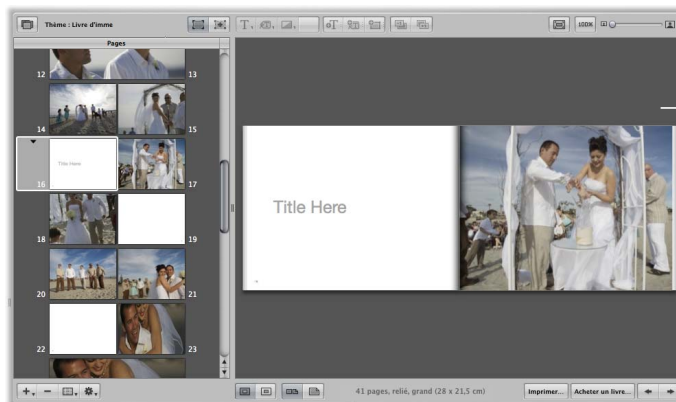 Thème : Livre d'imme
100%
Pages
12
13
14
15
Title Here
16
17
18
19
20
21
22
23
Title Here
41 pages, relié, grand (28 x 21,5 cm)
Imprimer...
Acheter un livre...